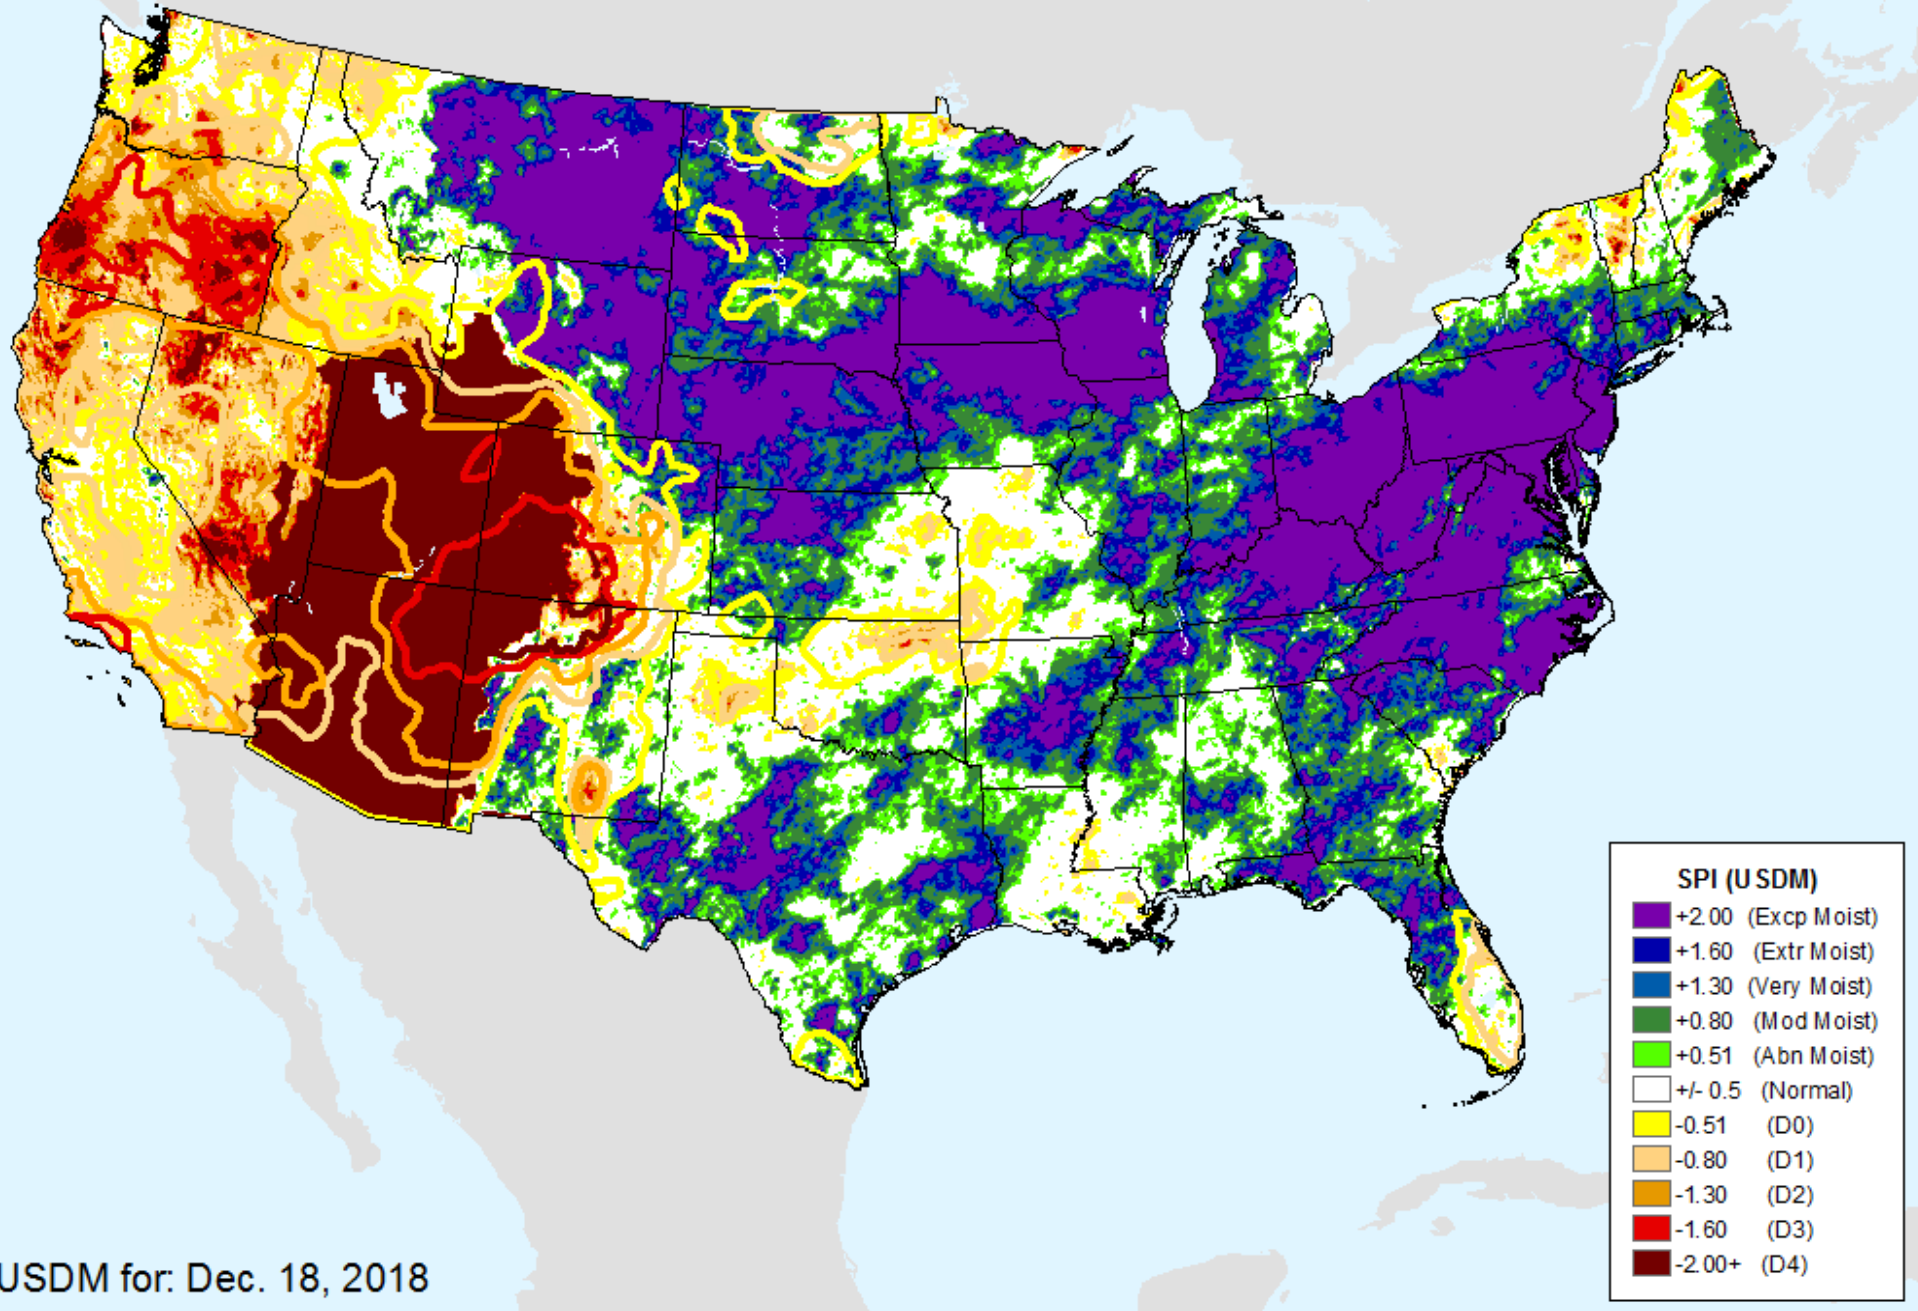 SPI (USDM)
+2.00 (Excp Moist)
+1.60 (Extr Moist)
+1.30 (Very Moist)
+0.80 (Mod Moist)
+0.51 (Abn Moist)
+/- 0.5 (Normal)
-0.51 (D0)
-0.80 (D1)
-1.30 (D2)
-1.60 (D3)
-2.00+ (D4)
USDM for: Dec. 18, 2018